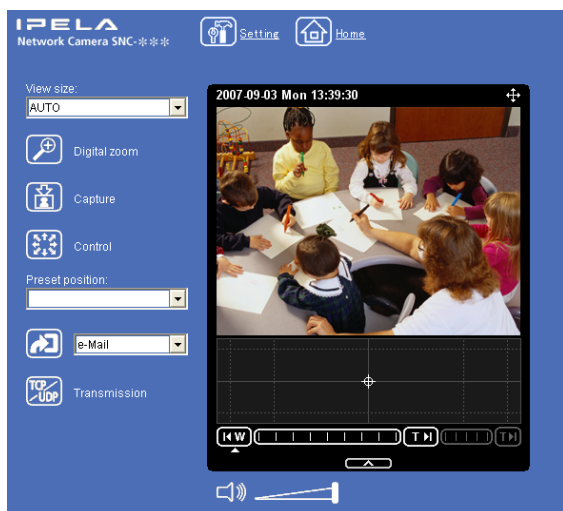 IPELA
Network Camera SNC-✻✻✻
Setting
Home
View size:
AUTO
2007-09-03 Mon 13:39:30
Digital zoom
Capture
Control
Preset position:
e-Mail
TCP/UDP
Transmission
W
T
T